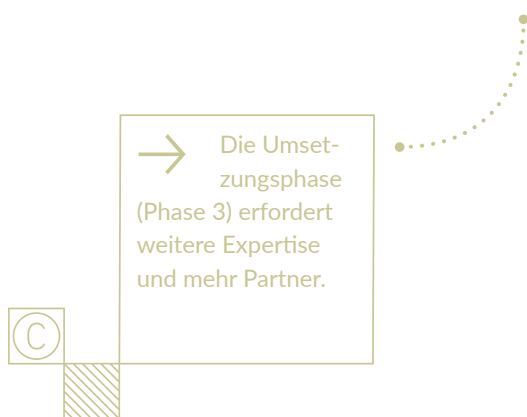 Die Umset-
zungsphase
(Phase 3) erfordert
weitere Expertise
und mehr Partner.
C